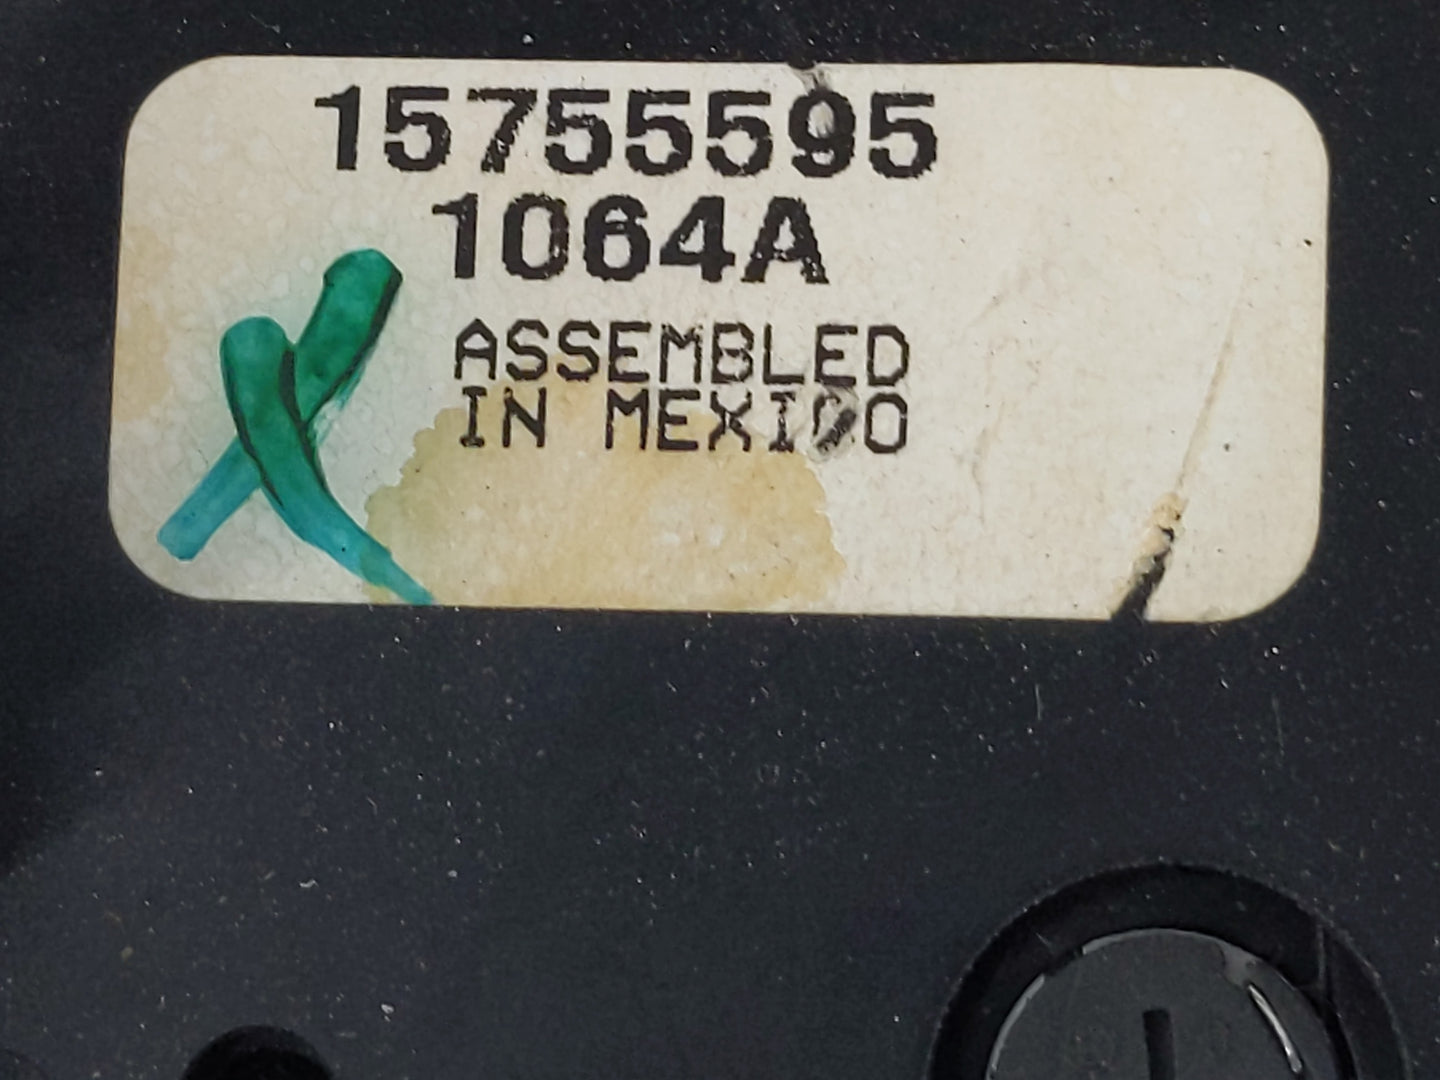 15755595
1064A
ASSEMBLED
IN MEXICO